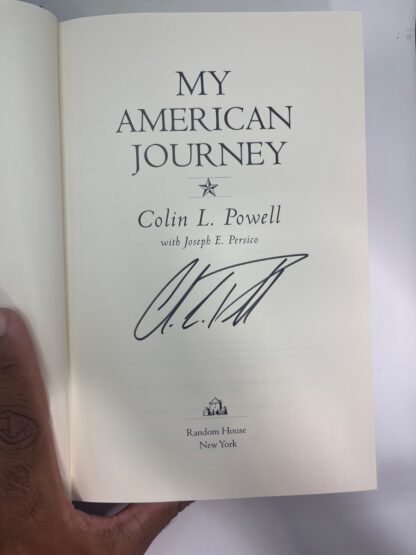 MY
AMERICAN
JOURNEY
Colin L. Powell
with Joseph E. Persico
Random House
New York